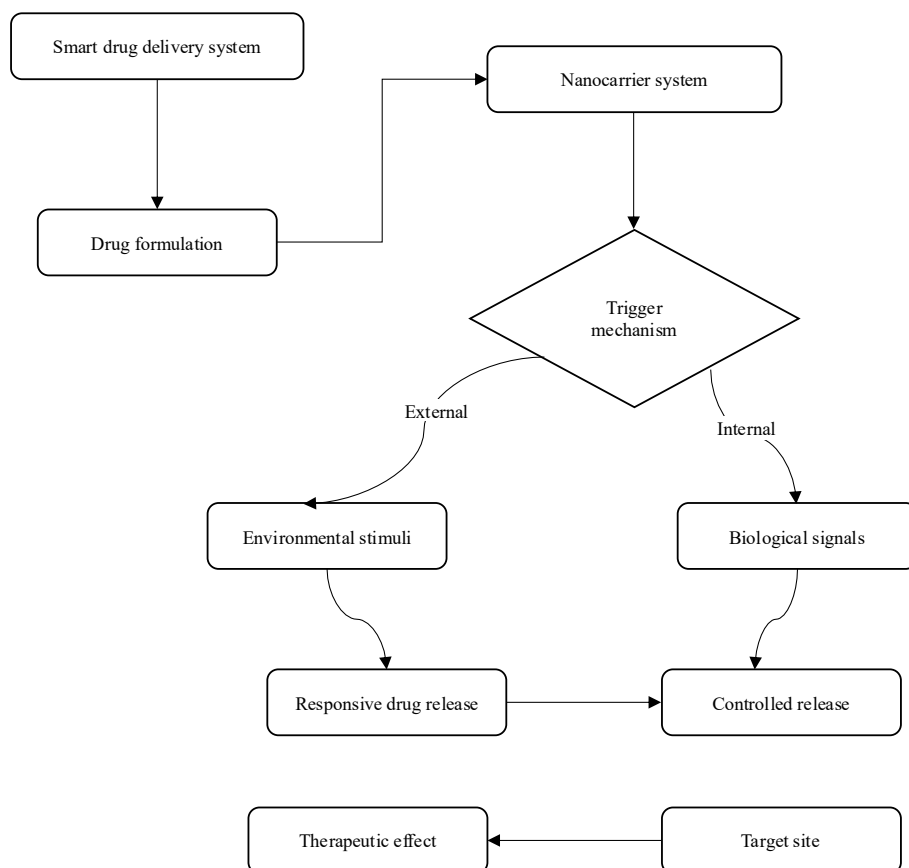 Smart drug delivery system
Nanocarrier system
Drug formulation
Trigger
mechanism
External
Internal
Environmental stimuli
Biological signals
Responsive drug release
Controlled release
Therapeutic effect
Target site